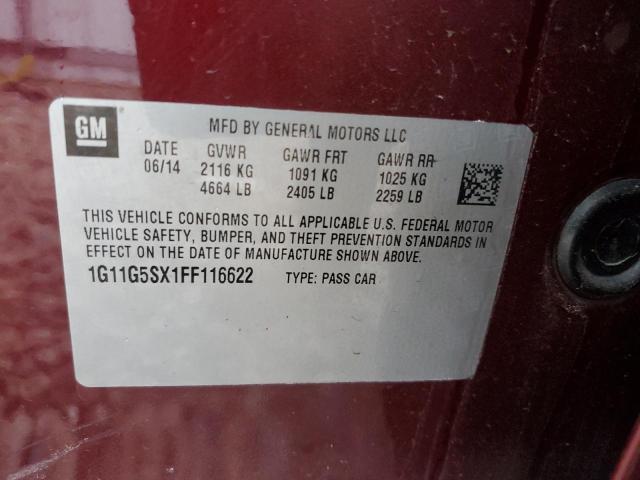 GM
MFD BY GENERAL MOTORS LLC
DATE GVWR GAWR FRT GAWR RR
06/14 2116 KG 1091 KG 1025 KG
4664 LB 2405 LB 2259 LB
THIS VEHICLE CONFORMS TO ALL APPLICABLE U.S. FEDERAL MOTOR
VEHICLE SAFETY, BUMPER, AND THEFT PREVENTION STANDARDS IN
EFFECT ON THE DATE OF MANUFACTURE SHOWN ABOVE.
1G11G5SX1FF116622 TYPE: PASS CAR